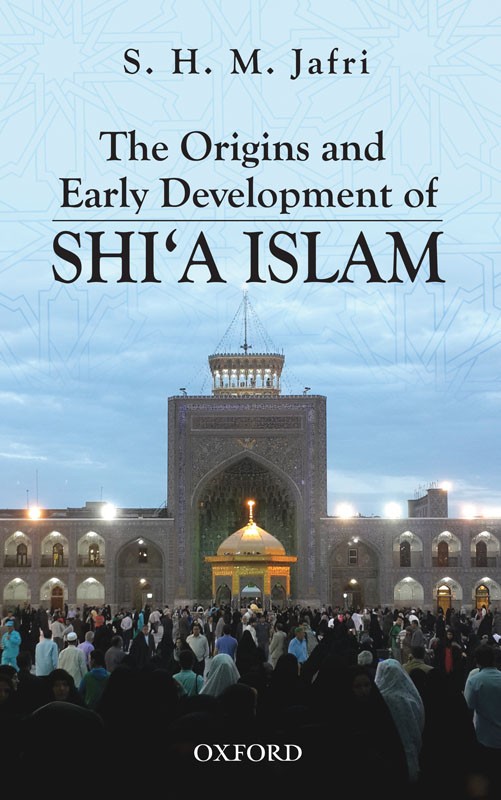 S. H. M. Jafri
The Origins and
Early Development of
SHI‘A ISLAM
OXFORD